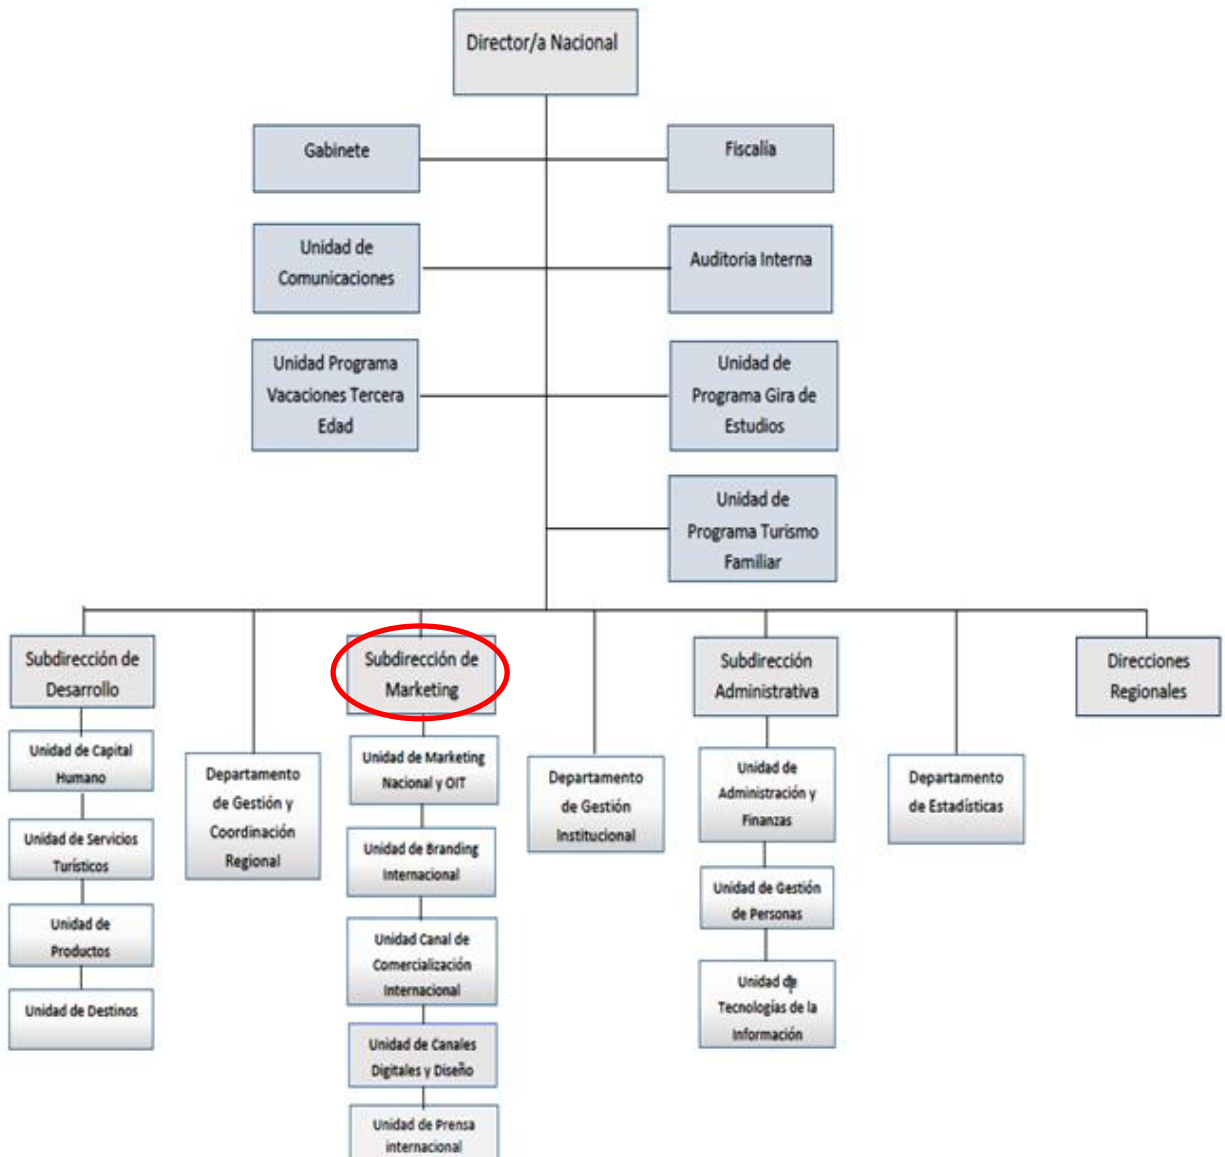 Director/a Nacional
Gabinete
Fiscalía
Unidad de
Comunicaciones
Auditoria Interna
Unidad Programa
Vacaciones Tercera
Edad
Unidad de
Programa Gira de
Estudios
Unidad de
Programa Turismo
Familiar
Subdirección de
Desarrollo
Unidad de Capital
Humano
Unidad de Servicios
Turísticos
Unidad de
Productos
Unidad de Destinos
Departamento
de Gestión y
Coordinación
Regional
Subdirección de
Marketing
Unidad de Marketing
Nacional y OIT
Unidad de Branding
Internacional
Unidad Canal de
Comercialización
Internacional
Unidad de Canales
Digitales y Diseño
Unidad de Prensa
internacional
Departamento
de Gestión
Institucional
Subdirección
Administrativa
Unidad de
Administración y
Finanzas
Unidad de Gestión
de Personas
Unidad de
Tecnologías de la
Información
Departamento
de Estadísticas
Direcciones
Regionales